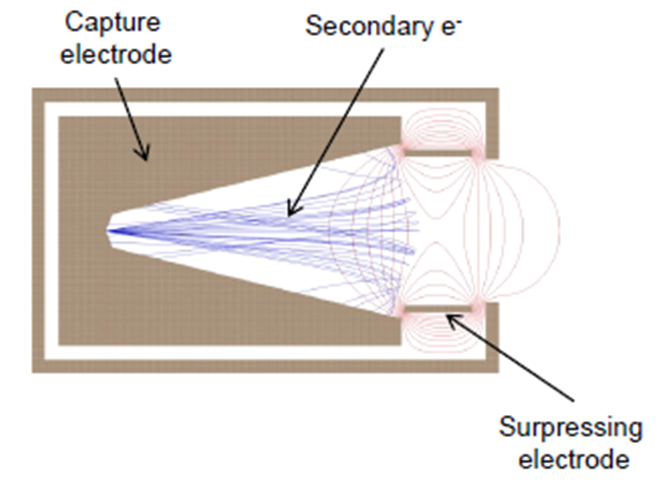 Capture
electrode
Secondary e-
Surpressing
electrode